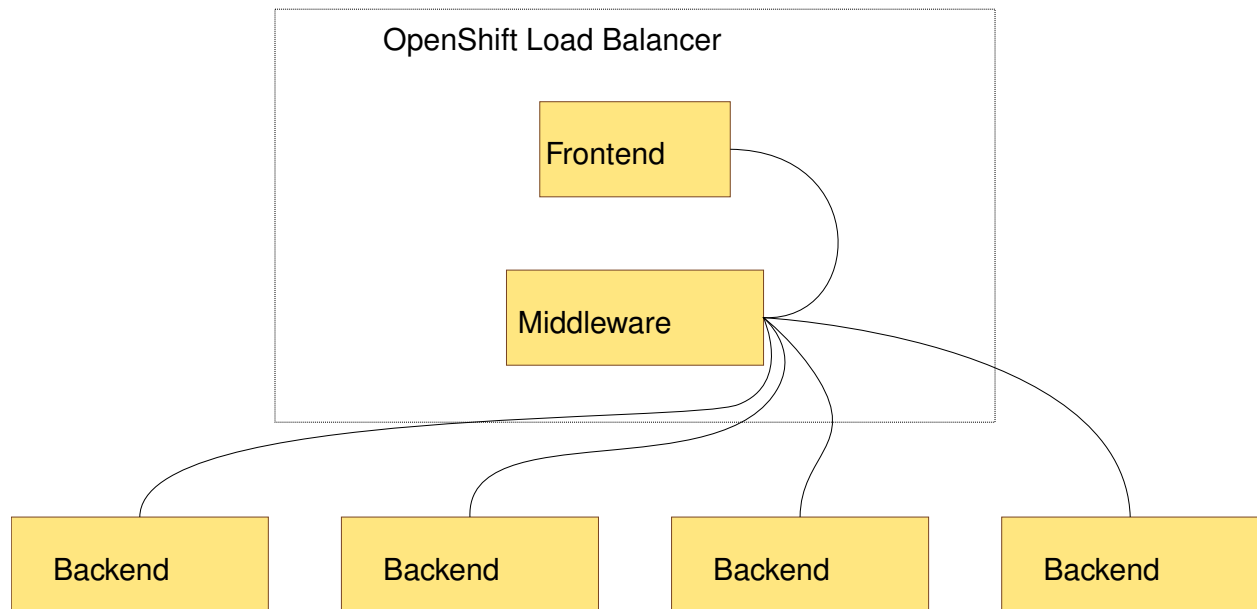 OpenShift Load Balancer
Frontend
Middleware
Backend
Backend
Backend
Backend